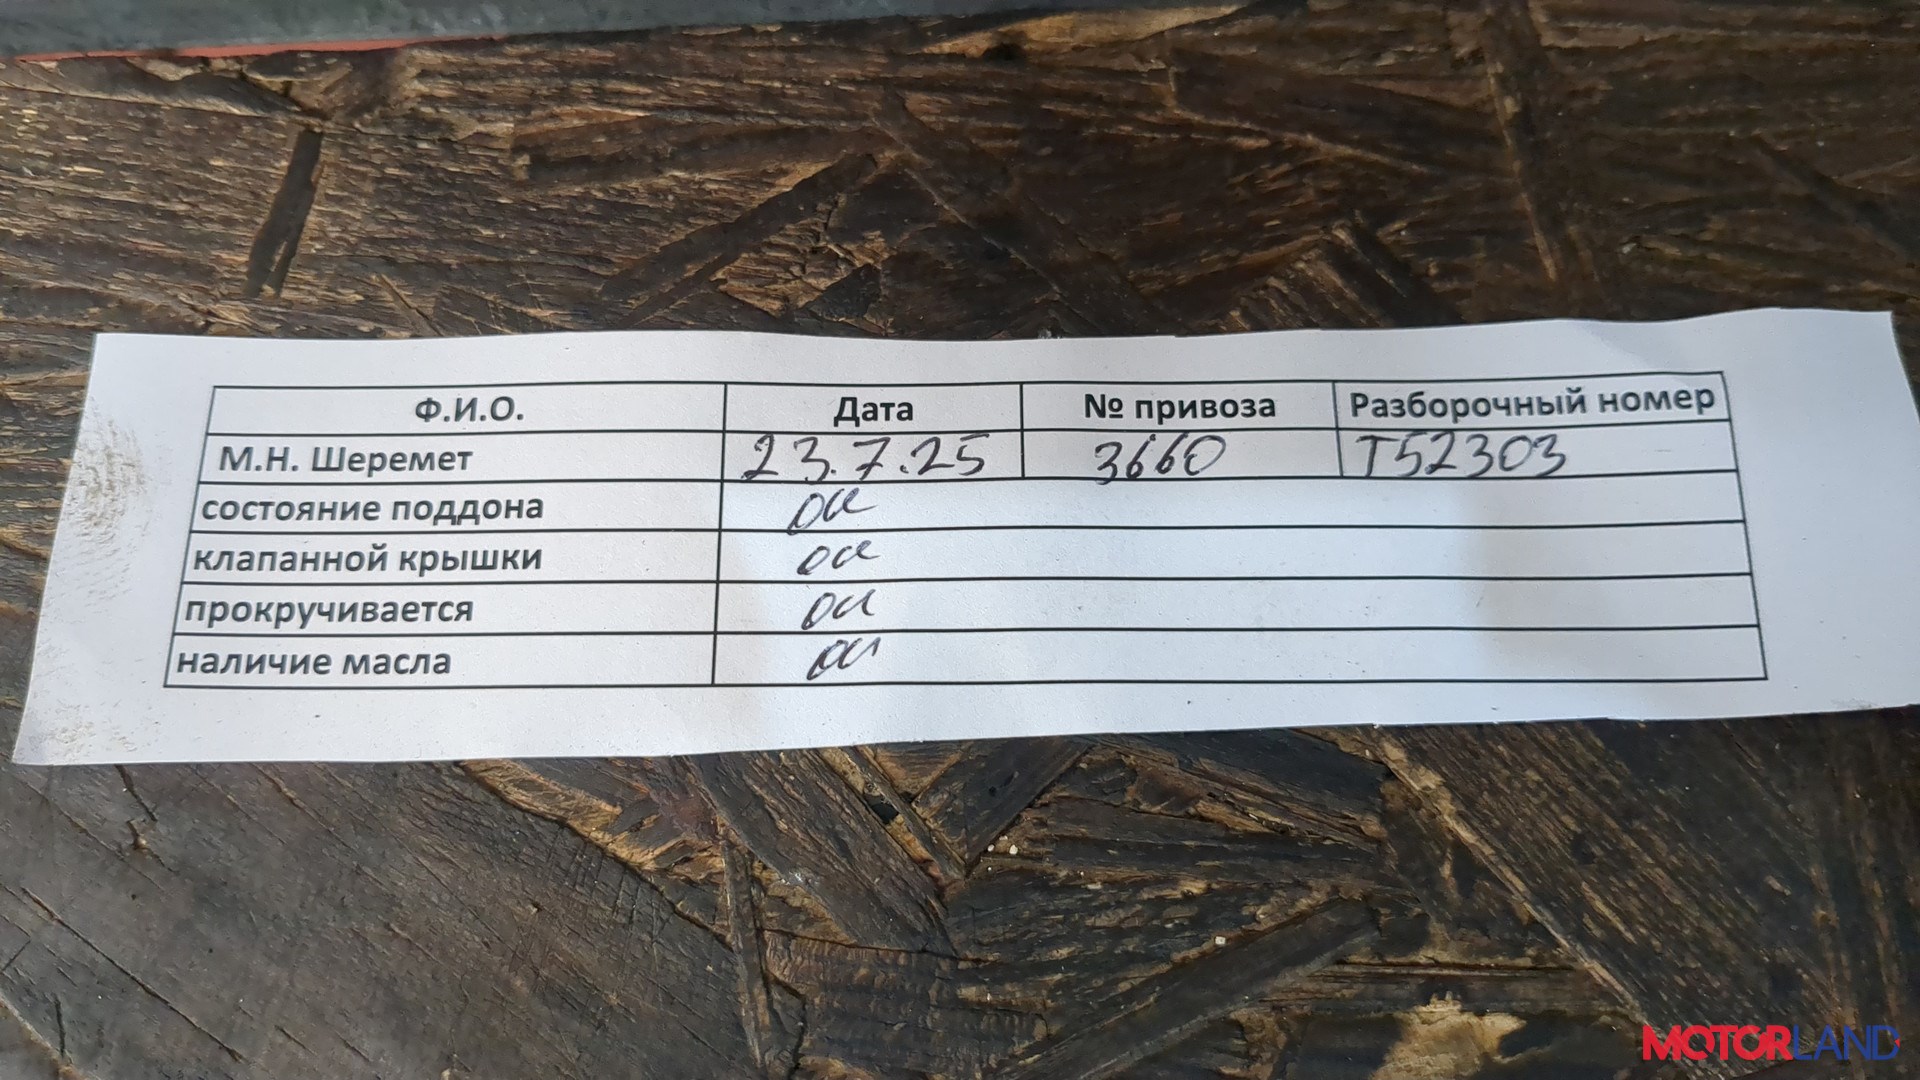 Ф.И.О. Дата № привоза Разборочный номер
М.Н. Шеремет 23.7.25 3660 T52303
состояние поддона ок
клапанной крышки ок
прокручивается ок
наличие масла ок
MOTORLAND